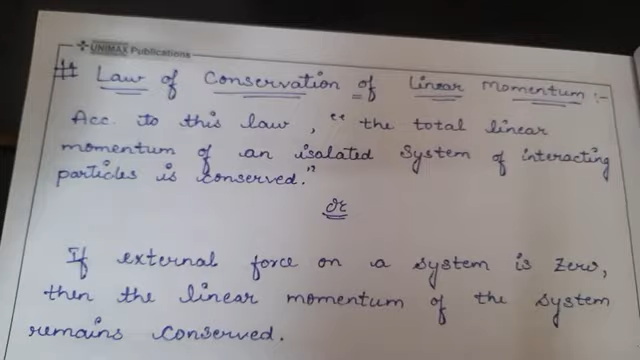 UNIMAX Publications
# Law of Conservation of Linear Momentum :-
Acc. to this law, "the total linear
momentum of an isolated system of interacting
particles is conserved."
or
If external force on a system is zero,
then the linear momentum of the system
remains conserved.